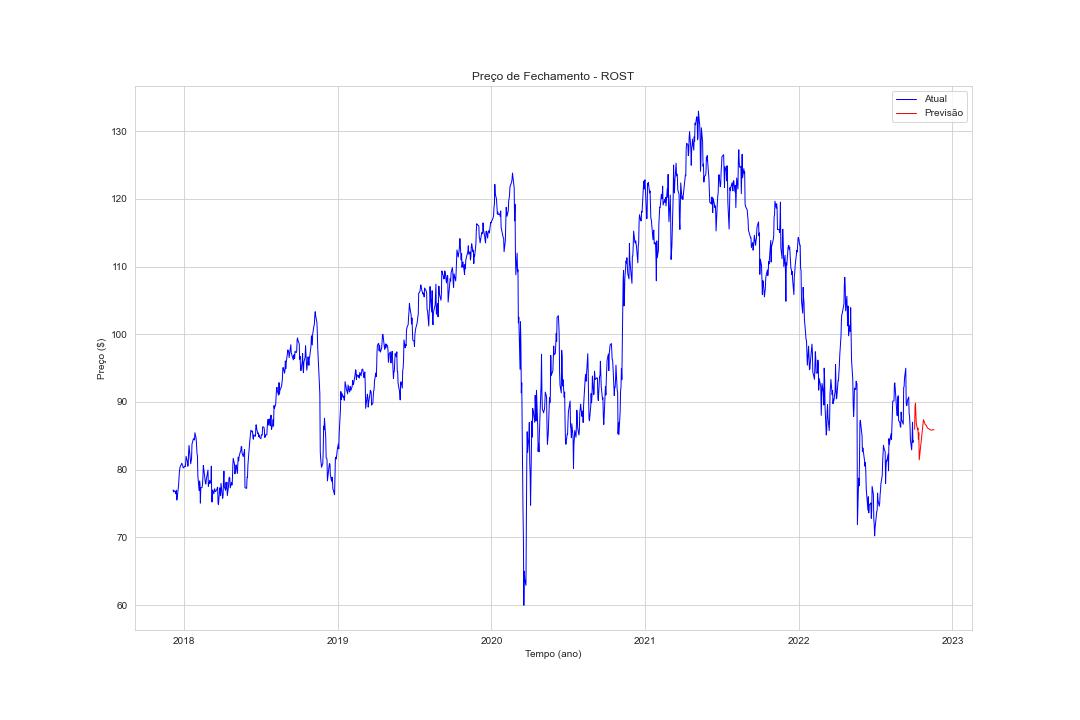 Preço de Fechamento - ROST
Atual
Previsão
130
120
110
100
90
80
70
60
Preço ($)
2018 2019 2020 2021 2022 2023
Tempo (ano)